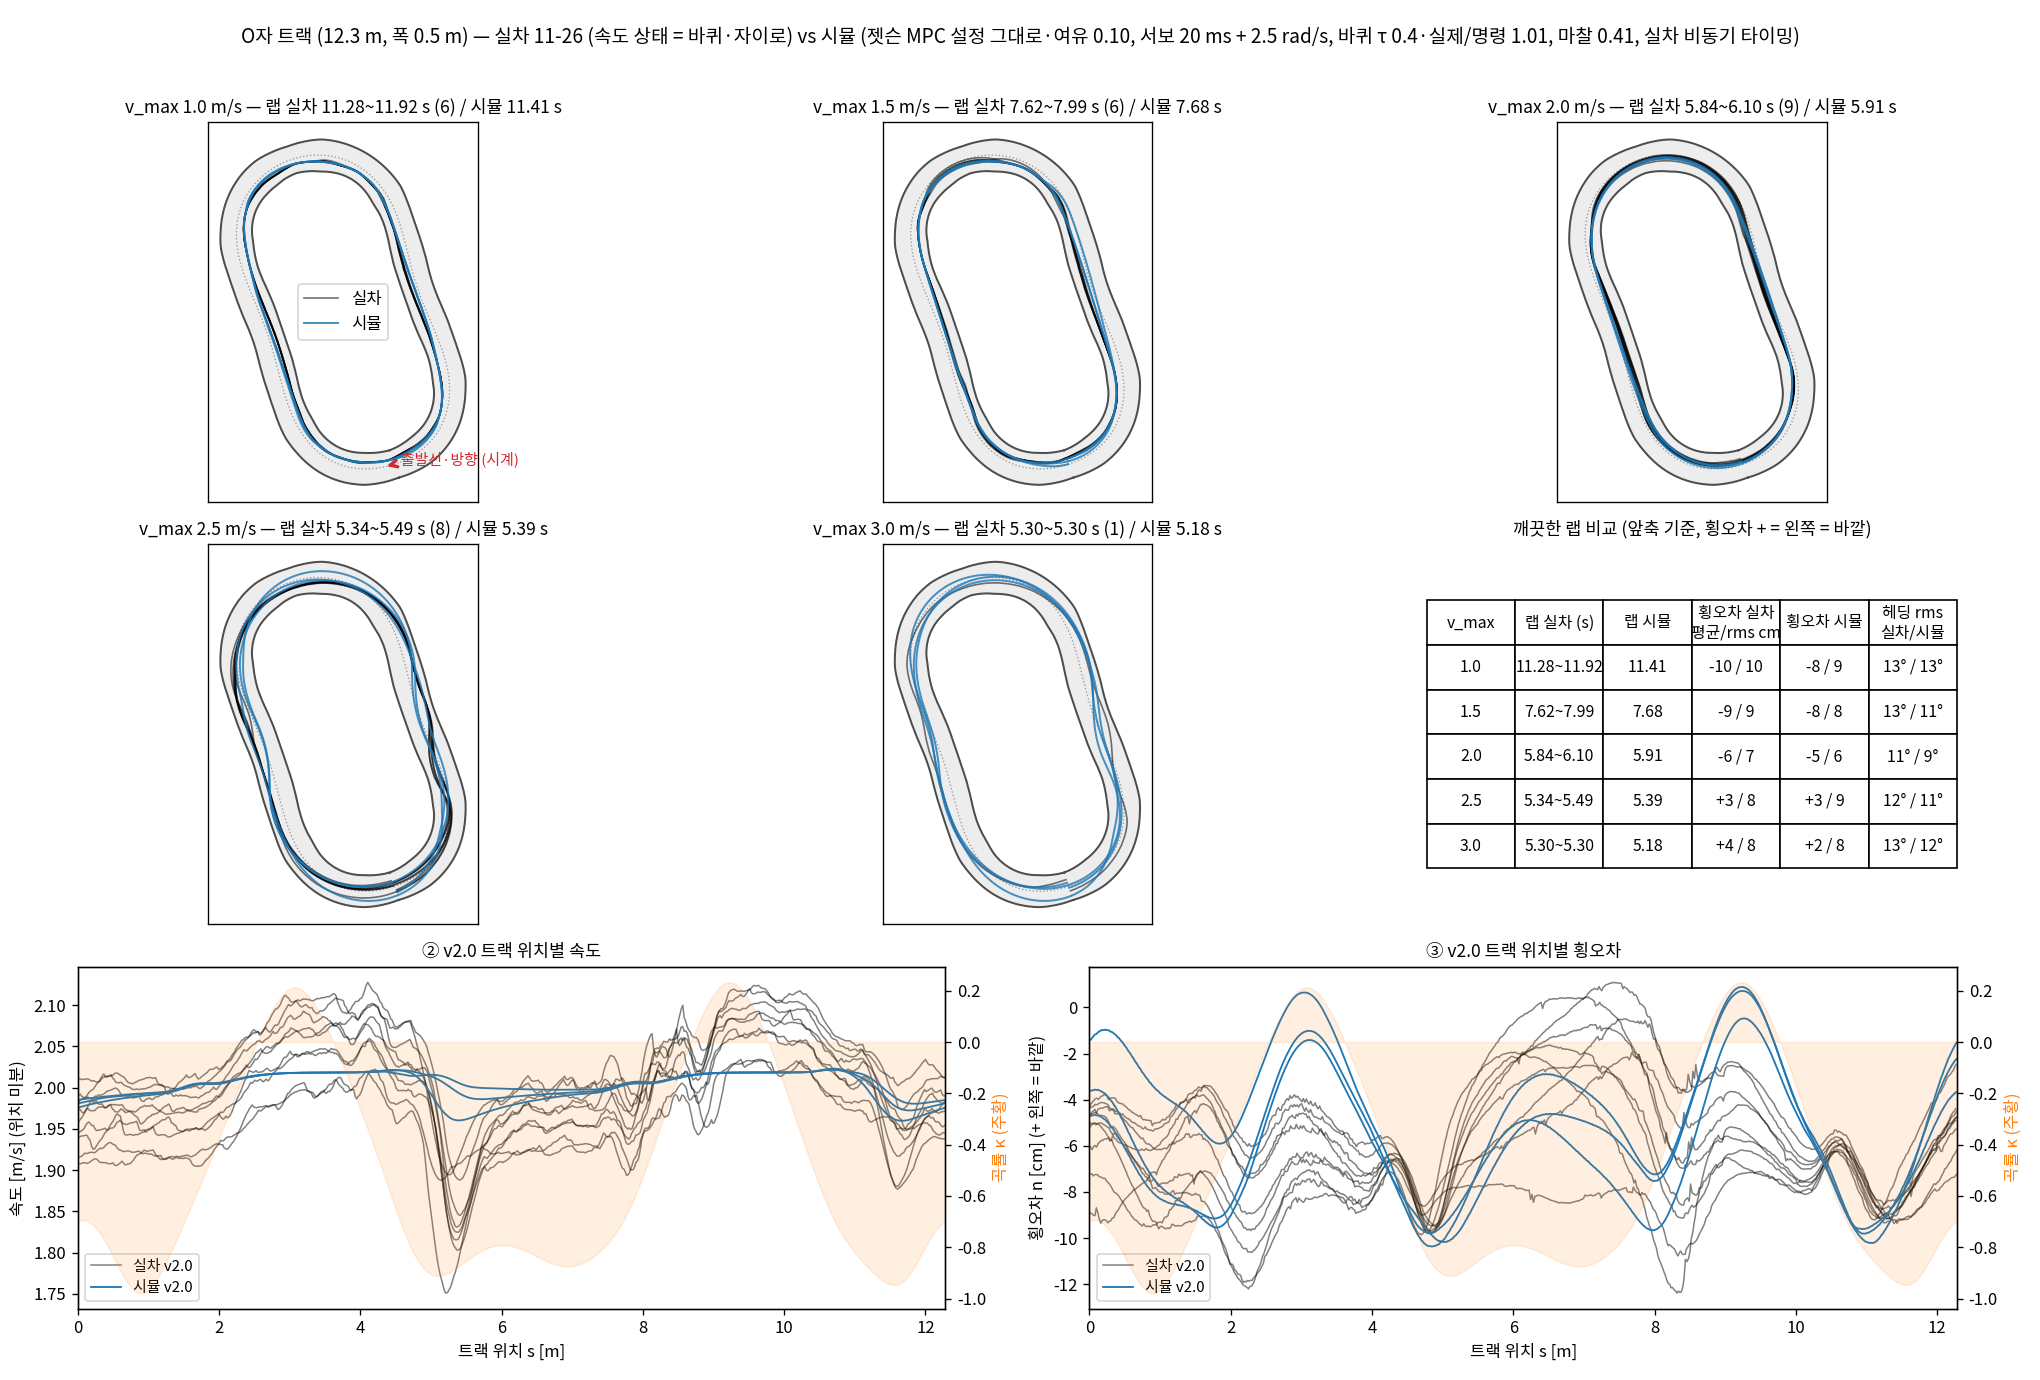 O자 트랙 (12.3 m, 폭 0.5 m) — 실차 11-26 (속도 상태 = 바퀴·자이로) vs 시뮬 (젯슨 MPC 설정 그대로·여유 0.10, 서보 20 ms + 2.5 rad/s, 바퀴 τ 0.4·실제/명령 1.01, 마찰 0.41, 실차 비동기 타이밍)
v_max 1.0 m/s — 랩 실차 11.28~11.92 s (6) / 시뮬 11.41 s
실차
시뮬
출발선·방향 (시계)
v_max 1.5 m/s — 랩 실차 7.62~7.99 s (6) / 시뮬 7.68 s
v_max 2.0 m/s — 랩 실차 5.84~6.10 s (9) / 시뮬 5.91 s
v_max 2.5 m/s — 랩 실차 5.34~5.49 s (8) / 시뮬 5.39 s
v_max 3.0 m/s — 랩 실차 5.30~5.30 s (1) / 시뮬 5.18 s
깨끗한 랩 비교 (앞축 기준, 횡오차 + = 왼쪽 = 바깥)
v_max 랩 실차 (s) 랩 시뮬 횡오차 실차 평균/rms cm 횡오차 시뮬 헤딩 rms 실차/시뮬
1.0 11.28~11.92 11.41 -10 / 10 -8 / 9 13° / 13°
1.5 7.62~7.99 7.68 -9 / 9 -8 / 8 13° / 11°
2.0 5.84~6.10 5.91 -6 / 7 -5 / 6 11° / 9°
2.5 5.34~5.49 5.39 +3 / 8 +3 / 9 12° / 11°
3.0 5.30~5.30 5.18 +4 / 8 +2 / 8 13° / 12°
② v2.0 트랙 위치별 속도
속도 [m/s] (위치 미분)
2.10
2.05
2.00
1.95
1.90
1.85
1.80
1.75
실차 v2.0
시뮬 v2.0
0 2 4 6 8 10 12
트랙 위치 s [m]
0.2
0.0
-0.2
-0.4
-0.6
-0.8
-1.0
곡률 κ (주황)
③ v2.0 트랙 위치별 횡오차
횡오차 n [cm] (+ 왼쪽 = 바깥)
0
-2
-4
-6
-8
-10
-12
실차 v2.0
시뮬 v2.0
0 2 4 6 8 10 12
트랙 위치 s [m]
0.2
0.0
-0.2
-0.4
-0.6
-0.8
-1.0
곡률 κ (주황)